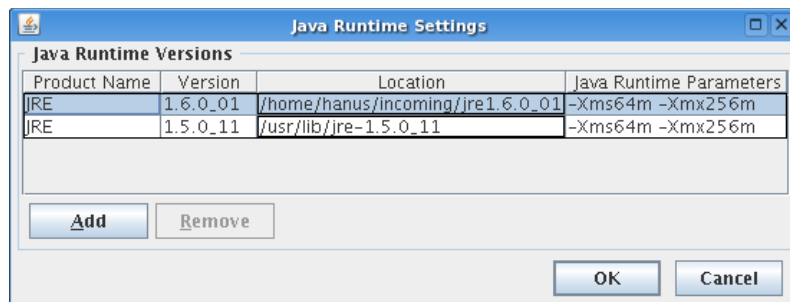 Java Runtime Settings
Java Runtime Versions
Product Name Version Location Java Runtime Parameters
JRE 1.6.0_01 /home/hanus/incoming/jre1.6.0_01 -Xms64m -Xmx256m
JRE 1.5.0_11 /usr/lib/jre-1.5.0_11 -Xms64m -Xmx256m
Add Remove
OK Cancel